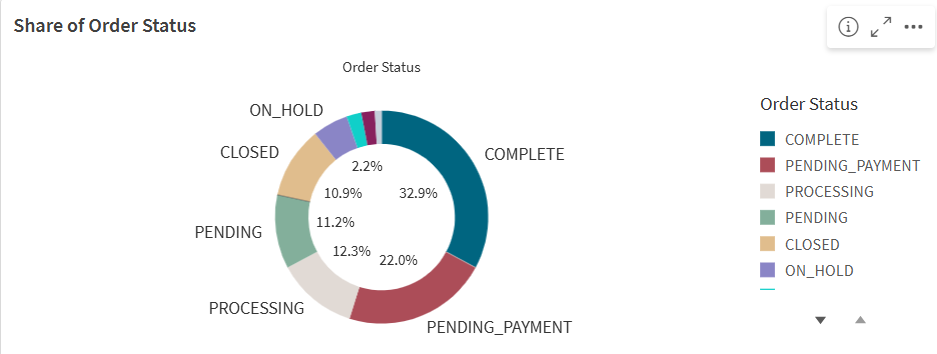 Share of Order Status
Order Status
ON_HOLD
CLOSED
COMPLETE
2.2%
10.9%
32.9%
11.2%
PENDING
12.3%
22.0%
PROCESSING
PENDING_PAYMENT
Order Status
COMPLETE
PENDING_PAYMENT
PROCESSING
PENDING
CLOSED
ON_HOLD